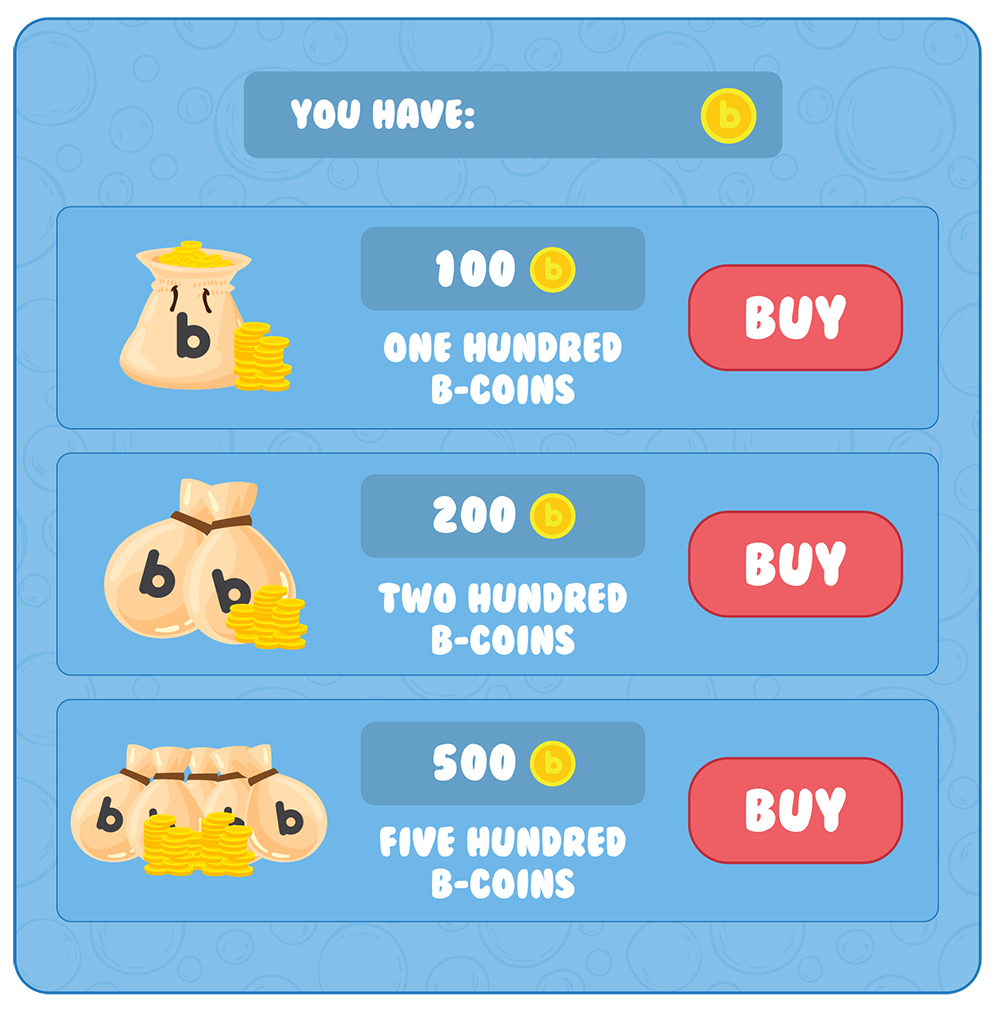 YOU HAVE: b
100 b
ONE HUNDRED
B-COINS
BUY
b
200 b
TWO HUNDRED
B-COINS
BUY
b b
500 b
FIVE HUNDRED
B-COINS
BUY
b b